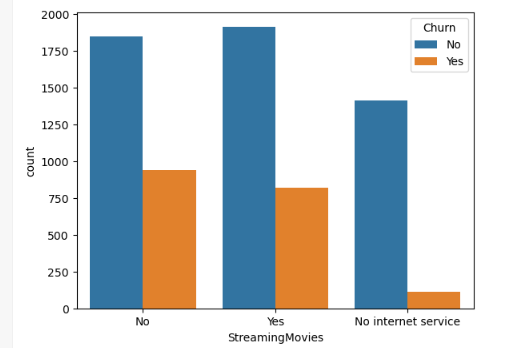 2000
1750
1500
1250
1000
750
500
250
0
count
Churn
No
Yes
No Yes No internet service
StreamingMovies